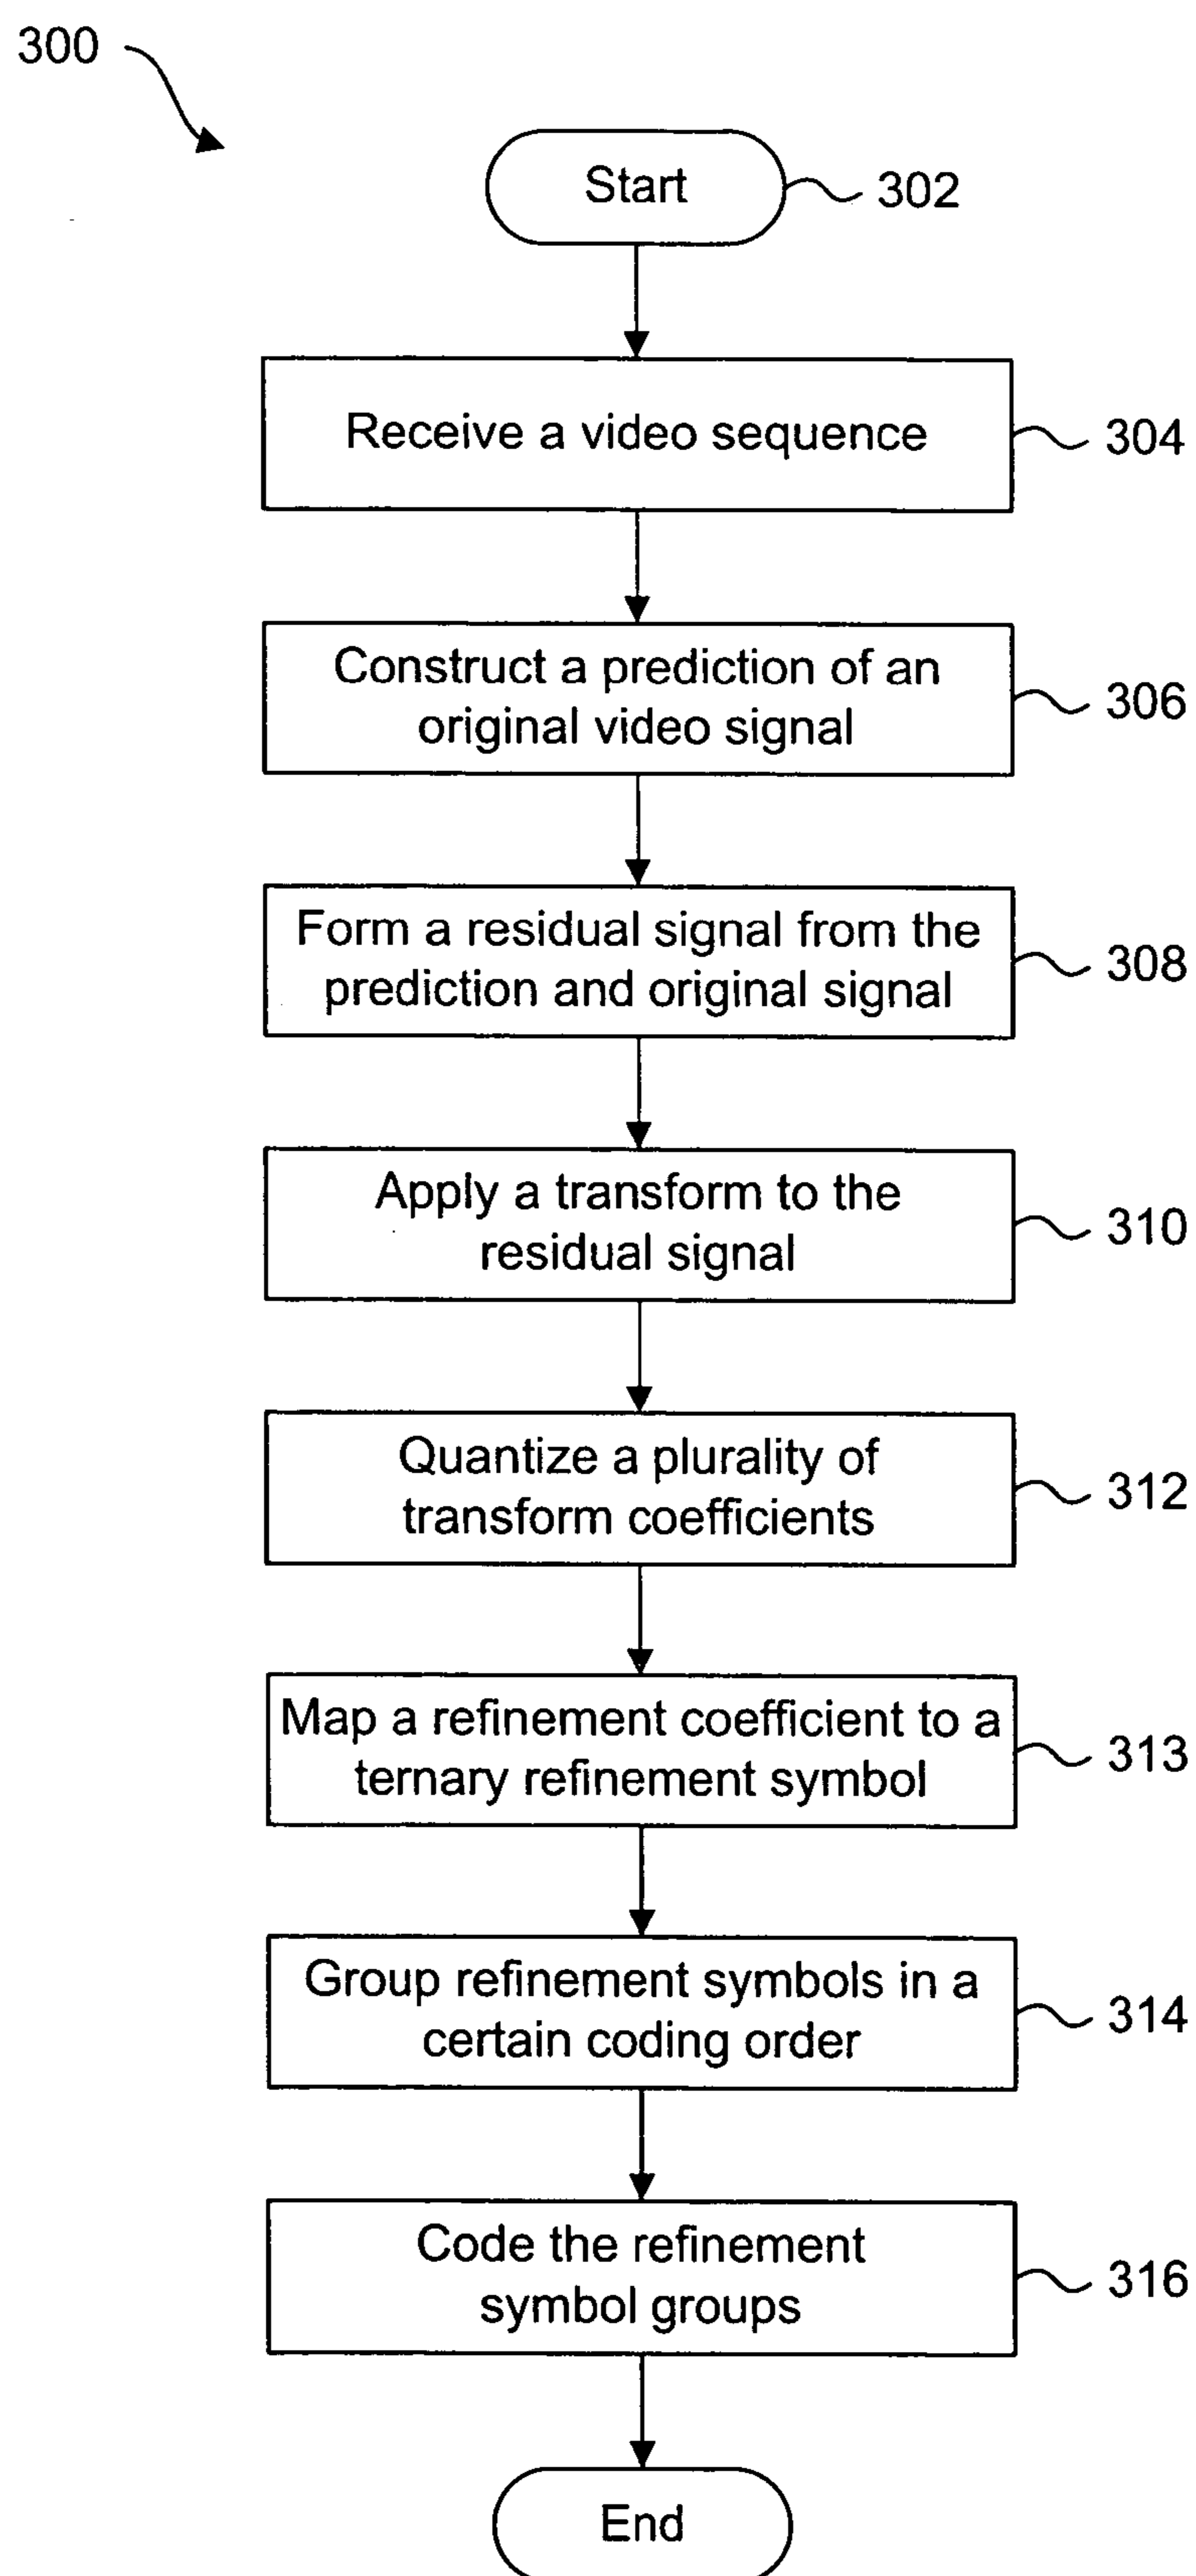 300
Start
302
Receive a video sequence
304
Construct a prediction of an
original video signal
306
Form a residual signal from the
prediction and original signal
308
Apply a transform to the
residual signal
310
Quantize a plurality of
transform coefficients
312
Map a refinement coefficient to a
ternary refinement symbol
313
Group refinement symbols in a
certain coding order
314
Code the refinement
symbol groups
316
End